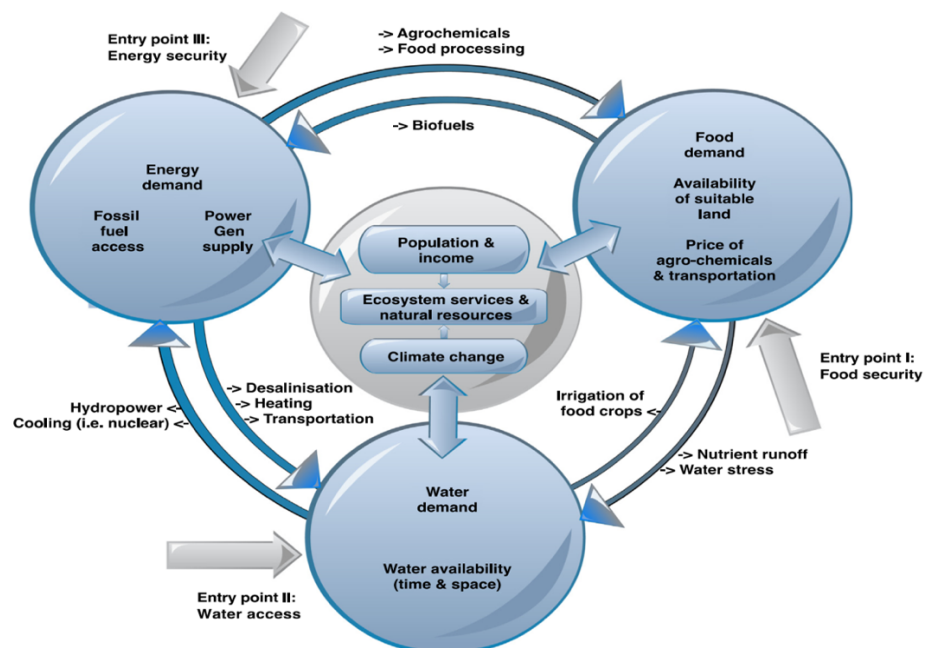 Entry point III:
Energy security
-> Agrochemicals
-> Food processing
-> Biofuels
Energy
demand
Fossil
fuel
access
Power
Gen
supply
Food
demand
Availability
of suitable
land
Price of
agro-chemicals
& transportation
Population &
income
Ecosystem services &
natural resources
Climate change
Entry point I:
Food security
-> Desalinisation
-> Heating
-> Transportation
Hydropower <-
Cooling (i.e. nuclear) <-
Irrigation of
food crops <-
-> Nutrient runoff
-> Water stress
Water
demand
Water availability
(time & space)
Entry point II:
Water access